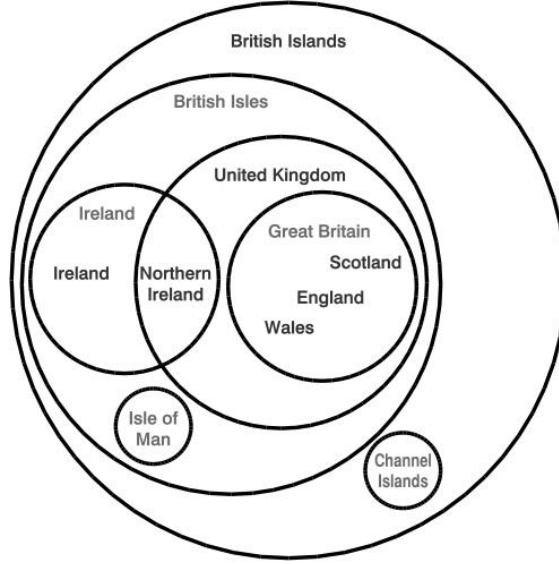 British Islands
British Isles
United Kingdom
Ireland
Great Britain
Scotland
Ireland
Northern
Ireland
England
Wales
Isle of
Man
Channel
Islands